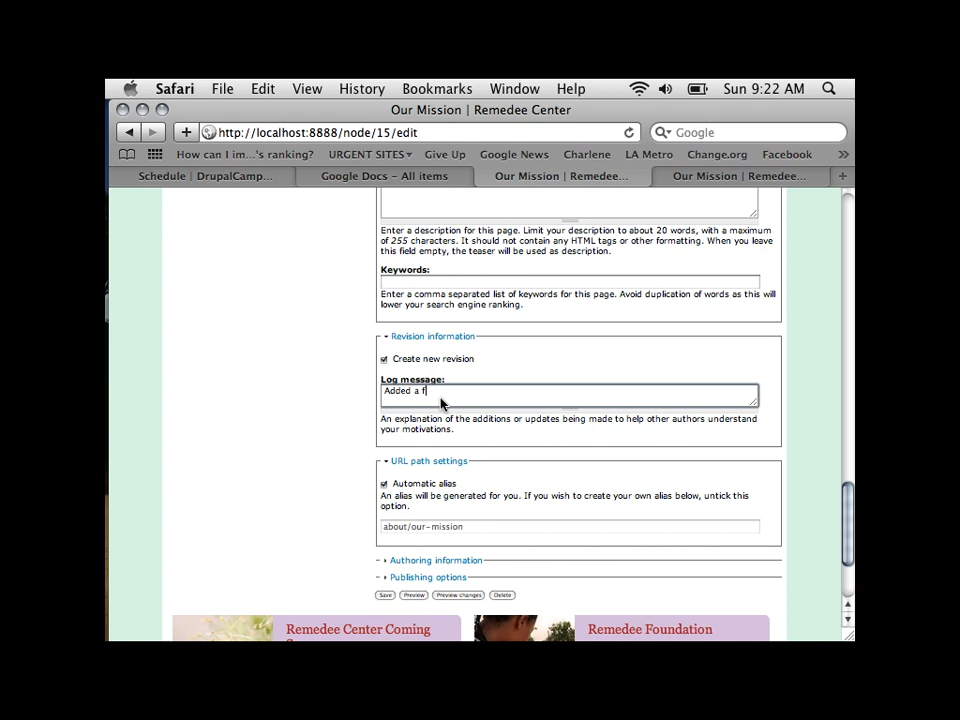 Safari File Edit View History Bookmarks Window Help Sun 9:22 AM
Our Mission | Remedee Center
http://localhost:8888/node/15/edit Google
How can I im...'s ranking? URGENT SITES Give Up Google News Charlene LA Metro Change.org Facebook
Schedule | DrupalCamp... Google Docs - All items Our Mission | Remedee... Our Mission | Remedee...
Enter a description for this page. Limit your description to about 20 words, with a maximum
of 255 characters. It should not contain any HTML tags or other formatting. When you leave
this field empty, the teaser will be used as description.
Keywords:
Enter a comma separated list of keywords for this page. Avoid duplication of words as this will
lower your search engine ranking.
Revision information
Create new revision
Log message:
Added a f
An explanation of the additions or updates being made to help other authors understand
your motivations.
URL path settings
Automatic alias
An alias will be generated for you. If you wish to create your own alias below, untick this
option.
about/our-mission
Authoring information
Publishing options
Save Preview Preview changes Delete
Remedee Center Coming
Remedee Foundation